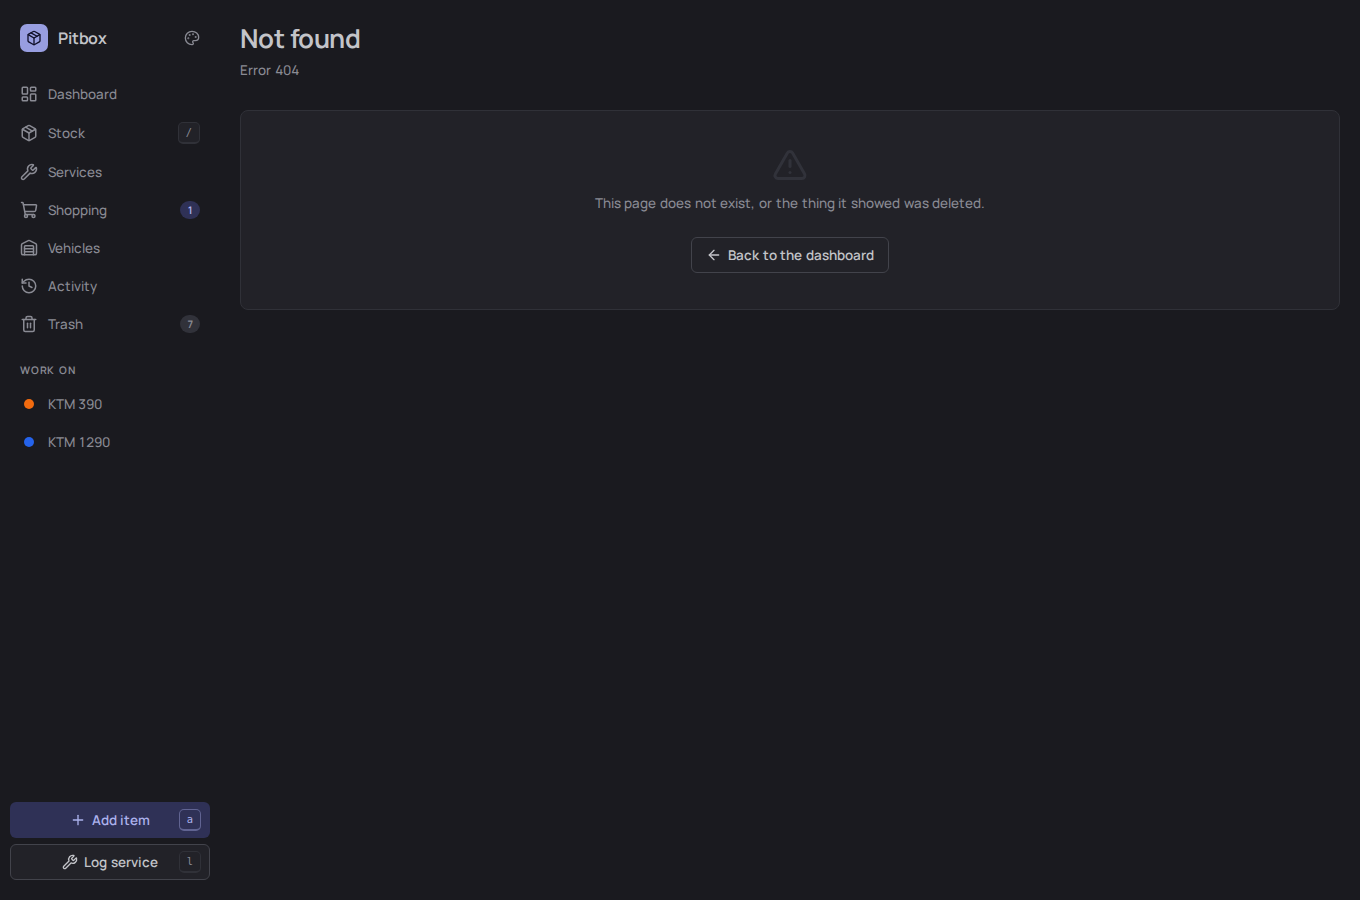 Pitbox
Dashboard
Stock /
Services
Shopping 1
Vehicles
Activity
Trash 7
WORK ON
KTM 390
KTM 1290
Add item a
Log service l
Not found
Error 404
This page does not exist, or the thing it showed was deleted.
Back to the dashboard